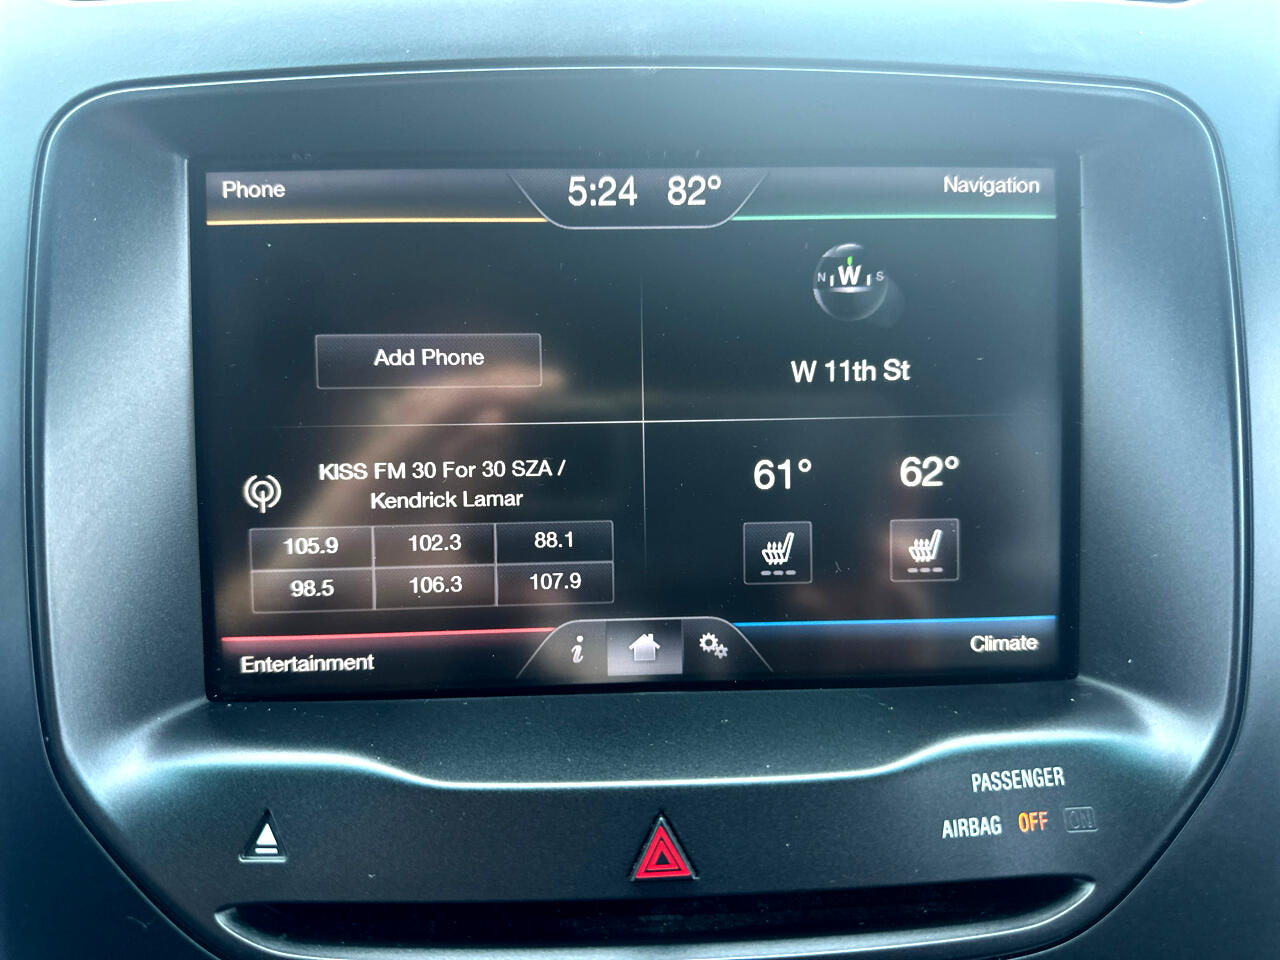 Phone
5:24 82°
Navigation
N W S
Add Phone
W 11th St
KISS FM 30 For 30 SZA /
Kendrick Lamar
105.9 102.3 88.1
98.5 106.3 107.9
61° 62°
Entertainment
i
Climate
PASSENGER
AIRBAG OFF ON